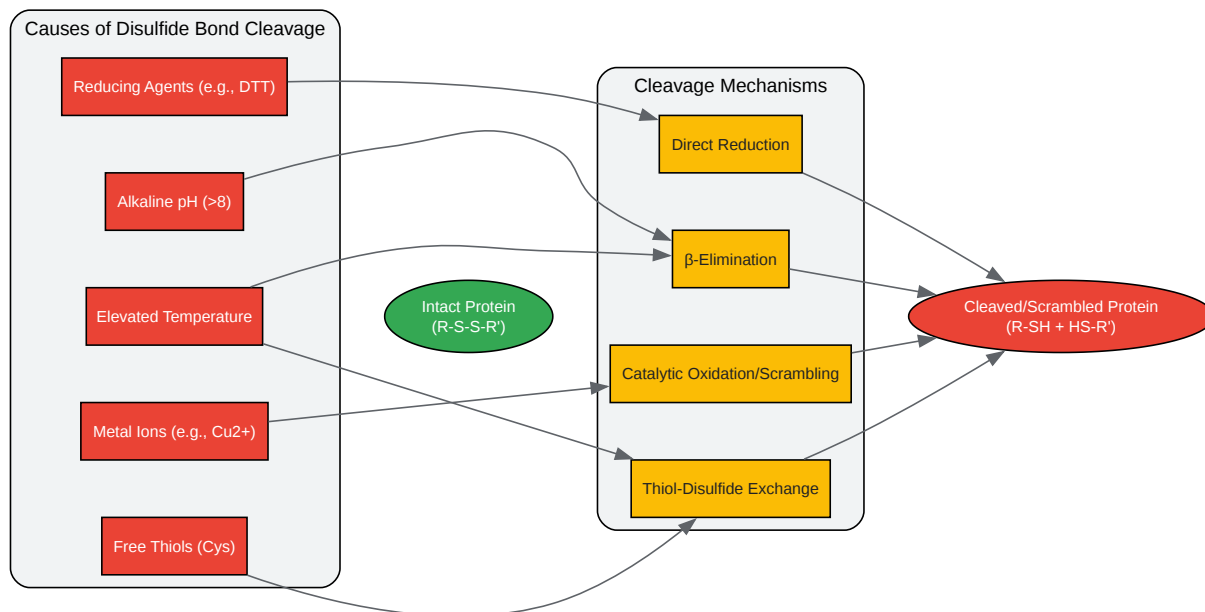 Causes of Disulfide Bond Cleavage
Reducing Agents (e.g., DTT)
Alkaline pH (>8)
Elevated Temperature
Metal Ions (e.g., Cu2+)
Free Thiols (Cys)
Intact Protein
(R-S-S-R')
Cleavage Mechanisms
Direct Reduction
β-Elimination
Catalytic Oxidation/Scrambling
Thiol-Disulfide Exchange
Cleaved/Scrambled Protein
(R-SH + HS-R')